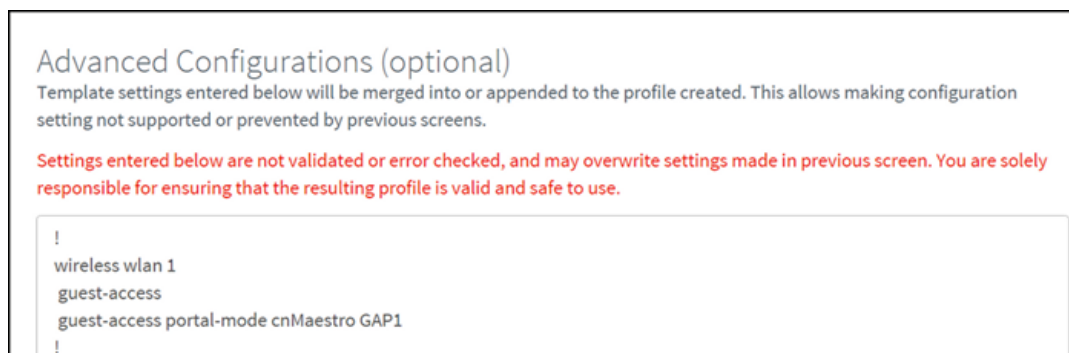 Advanced Configurations (optional)
Template settings entered below will be merged into or appended to the profile created. This allows making configuration
setting not supported or prevented by previous screens.
Settings entered below are not validated or error checked, and may overwrite settings made in previous screen. You are solely
responsible for ensuring that the resulting profile is valid and safe to use.
!
wireless wlan 1
guest-access
guest-access portal-mode cnMaestro GAP1
!